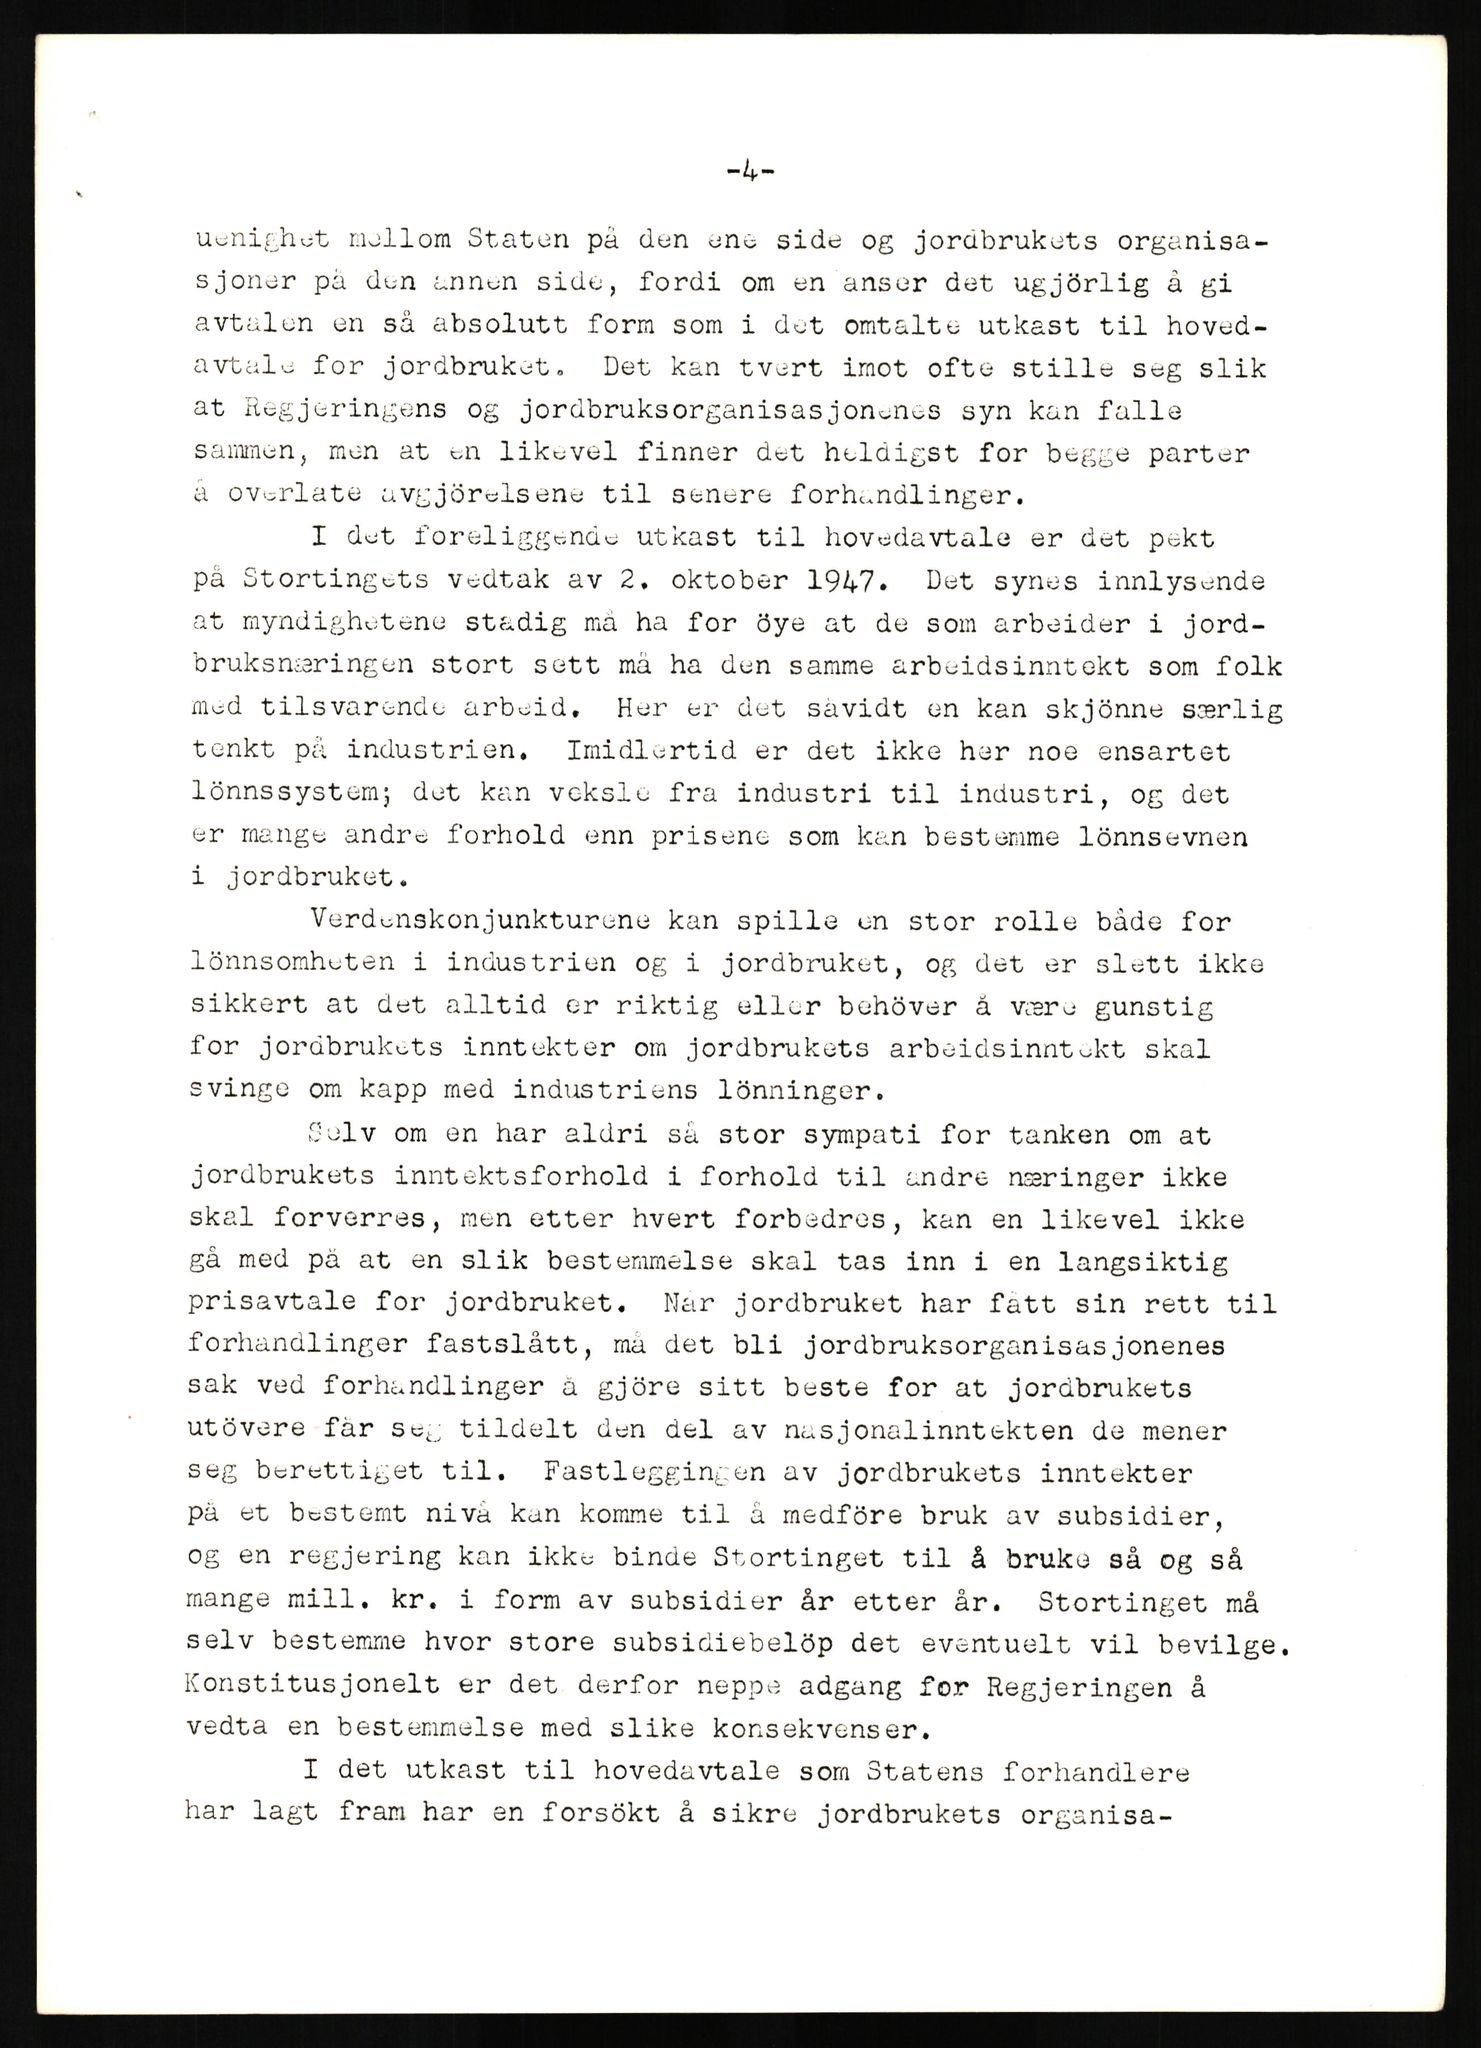 -4-
uenighet mellom Staten på den ene side og jordbrukets organisa-
sjoner på den annen side, fordi om en anser det ugjörlig å gi
avtalen en så absolutt form som i det omtalte utkast til hoved-
avtale for jordbruket. Det kan tvert imot ofte stille seg slik
at Regjeringens og jordbruksorganisasjonenes syn kan falle
sammen, men at en likevel finner det heldigst for begge parter
å overlate avgjörelsene til senere forhandlinger.
I det foreliggende utkast til hovedavtale er det pekt
på Stortingets vedtak av 2. oktober 1947. Det synes innlysende
at myndighetene stadig må ha for öye at de som arbeider i jord-
bruksnæringen stort sett må ha den samme arbeidsinntekt som folk
med tilsvarende arbeid. Her er det såvidt en kan skjönne særlig
tenkt på industrien. Imidlertid er det ikke her noe ensartet
lönnssystem; det kan veksle fra industri til industri, og det
er mange andre forhold enn prisene som kan bestemme lönnsevnen
i jordbruket.
Verdenskonjunkturene kan spille en stor rolle både for
lönnsomheten i industrien og i jordbruket, og det er slett ikke
sikkert at det alltid er riktig eller behöver å være gunstig
for jordbrukets inntekter om jordbrukets arbeidsinntekt skal
svinge om kapp med industriens lönninger.
Selv om en har aldri så stor sympati for tanken om at
jordbrukets inntektsforhold i forhold til andre næringer ikke
skal forverres, men etter hvert forbedres, kan en likevel ikke
gå med på at en slik bestemmelse skal tas inn i en langsiktig
prisavtale for jordbruket. Når jordbruket har fått sin rett til
forhandlinger fastslått, må det bli jordbruksorganisasjonenes
sak ved forhandlinger å gjöre sitt beste for at jordbrukets
utövere får seg tildelt den del av nasjonalinntekten de mener
seg berettiget til. Fastleggingen av jordbrukets inntekter
på et bestemt nivå kan komme til å medföre bruk av subsidier,
og en regjering kan ikke binde Stortinget til å bruke så og så
mange mill. kr. i form av subsidier år etter år. Stortinget må
selv bestemme hvor store subsidiebelöp det eventuelt vil bevilge.
Konstitusjonelt er det derfor neppe adgang for Regjeringen å
vedta en bestemmelse med slike konsekvenser.
I det utkast til hovedavtale som Statens forhandlere
har lagt fram har en forsökt å sikre jordbrukets organisa-